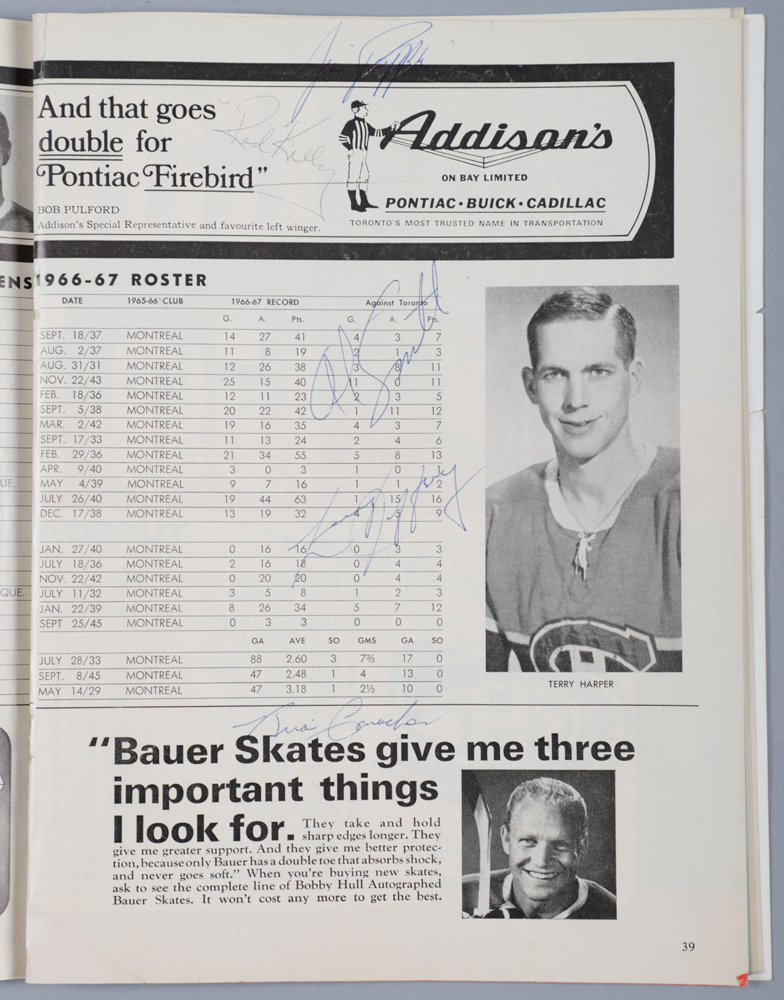 Jim Pappin
And that goes
double for
Pontiac Firebird”
"Red" Kelly
BOB PULFORD
Addison's Special Representative and favourite left winger.
Addison's
ON BAY LIMITED
PONTIAC • BUICK • CADILLAC
TORONTO'S MOST TRUSTED NAME IN TRANSPORTATION
ENS 1966-67 ROSTER
DATE 1965-66 CLUB 1966-67 RECORD Against Toronto
G. A. Pts. G. A. Pts.
SEPT. 18/37 MONTREAL 14 27 41 4 3 7
AUG. 2/37 MONTREAL 11 8 19 2 1 3
AUG. 31/31 MONTREAL 12 26 38 3 8 11
NOV. 22/43 MONTREAL 25 15 40 11 0 11
FEB. 18/36 MONTREAL 12 11 23 2 3 5
SEPT. 5/38 MONTREAL 20 22 42 1 11 12
MAR. 2/42 MONTREAL 19 16 35 4 3 7
SEPT. 17/33 MONTREAL 11 13 24 2 4 6
FEB. 29/36 MONTREAL 21 34 55 5 8 13
APR. 9/40 MONTREAL 3 0 3 1 0 1
UE. MAY 4/39 MONTREAL 9 7 16 1 1 2
JULY 26/40 MONTREAL 19 44 63 1 15 16
DEC. 17/38 MONTREAL 13 19 32 4 5 9
JAN. 27/40 MONTREAL 0 16 16 0 3 3
JULY 18/36 MONTREAL 2 16 18 0 4 4
NOV. 22/42 MONTREAL 0 20 20 0 4 4
QUE. JULY 11/32 MONTREAL 3 5 8 1 2 3
JAN. 22/39 MONTREAL 8 26 34 5 7 12
SEPT 25/45 MONTREAL 0 3 3 0 0 0
GA AVE SO GMS GA SO
JULY 28/33 MONTREAL 88 2.60 3 7⅔ 17 0
SEPT. 8/45 MONTREAL 47 2.48 1 4 13 0
MAY 14/29 MONTREAL 47 3.18 1 2⅓ 10 0
Al Smith
TERRY HARPER
Brian Conacher
“Bauer Skates give me three
important things
I look for. They take and hold
sharp edges longer. They
give me greater support. And they give me better protec-
tion, because only Bauer has a double toe that absorbs shock,
and never goes soft.” When you're buying new skates,
ask to see the complete line of Bobby Hull Autographed
Bauer Skates. It won't cost any more to get the best.
39